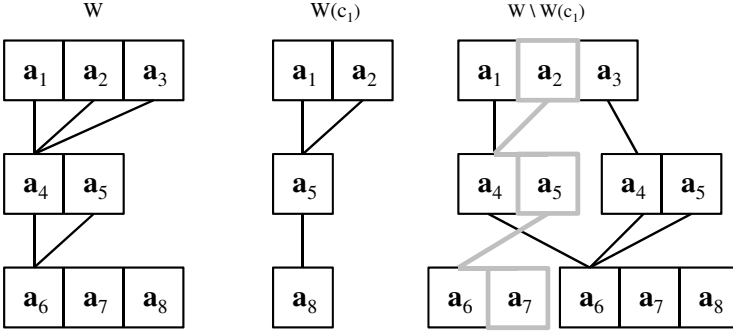 W W(c₁) W \ W(c₁)
a₁ a₂ a₃ a₁ a₂ a₁ a₂ a₃
a₄ a₅ a₅ a₄ a₅ a₄ a₅
a₆ a₇ a₈ a₈ a₆ a₇ a₆ a₇ a₈